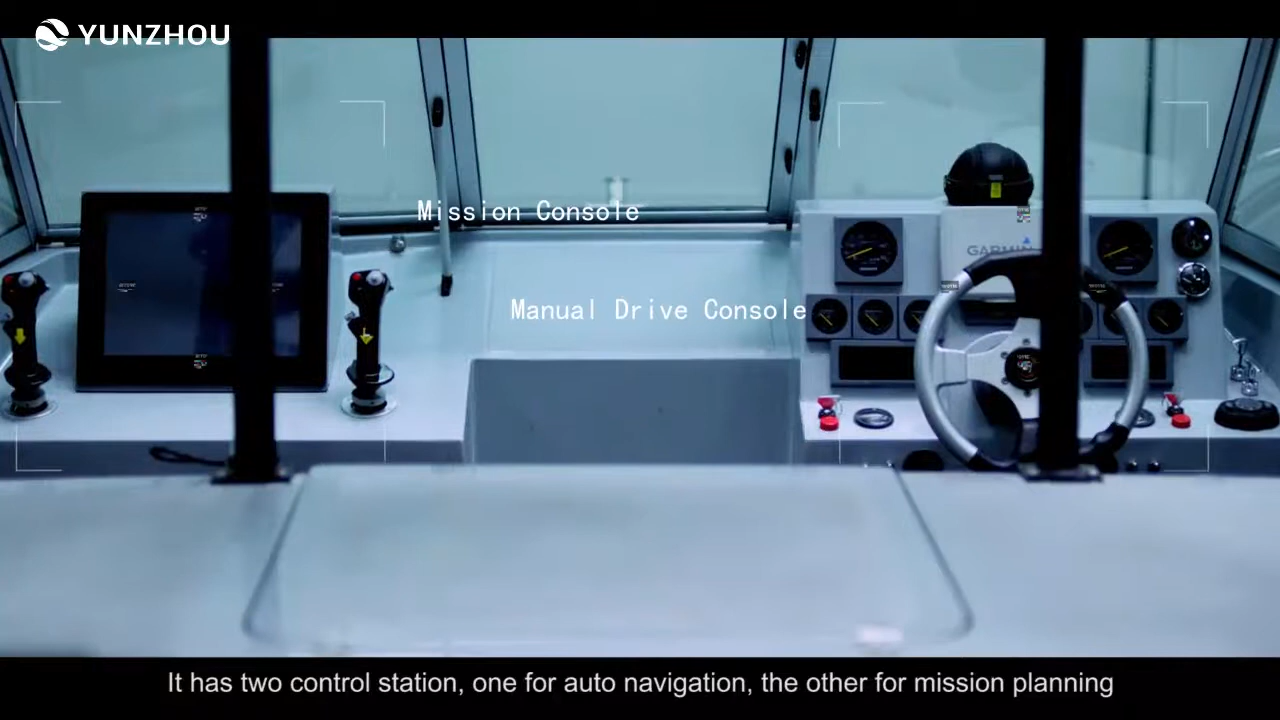 YUNZHOU
Mission Console
GARMIN
Manual Drive Console
It has two control station, one for auto navigation, the other for mission planning